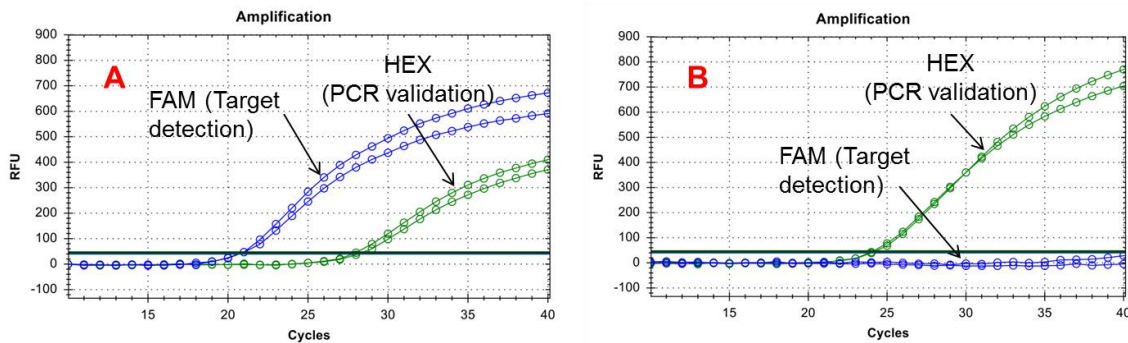 Amplification
900
800
700
600
500
400
300
200
100
0
-100
RFU
A
HEX
(PCR validation)
FAM (Target
detection)
15
20
25
30
35
40
Cycles
Amplification
900
800
700
600
500
400
300
200
100
0
-100
RFU
B
HEX
(PCR validation)
FAM (Target
detection)
15
20
25
30
35
40
Cycles